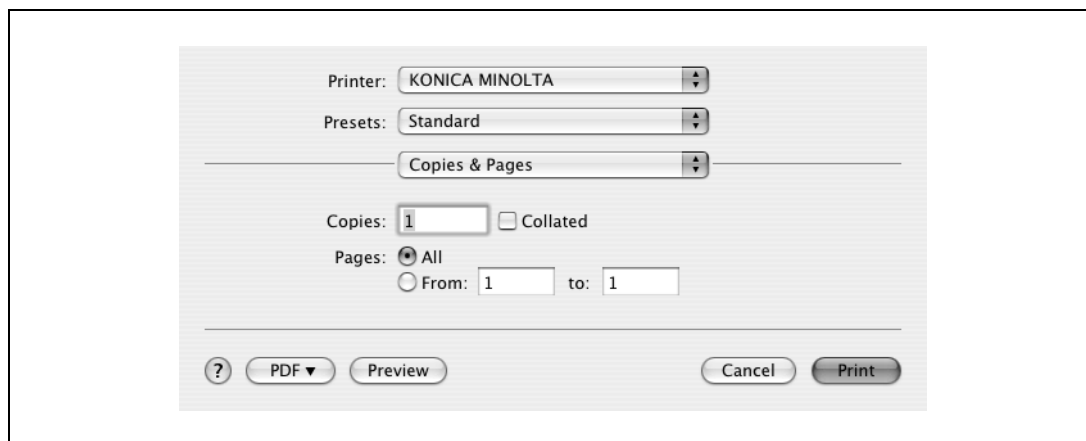 Printer: KONICA MINOLTA
Presets: Standard
Copies & Pages
Copies: 1 Collated
Pages: All
From: 1 to: 1
? PDF ▼ Preview Cancel Print